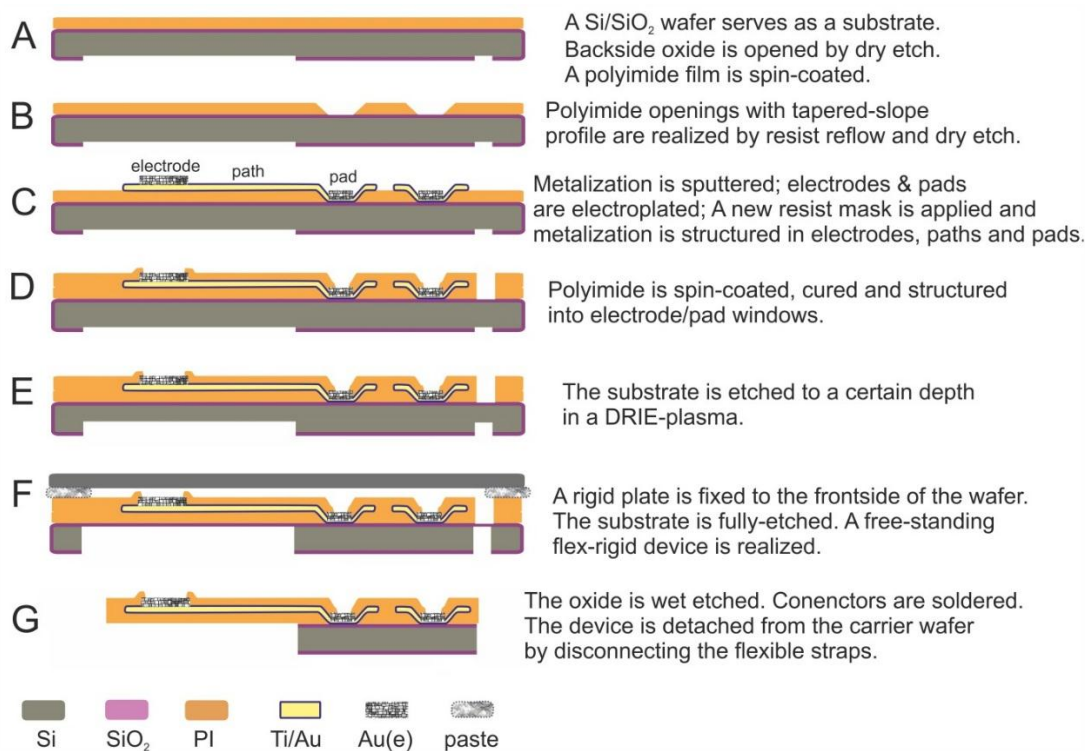 A
A Si/SiO₂ wafer serves as a substrate.
Backside oxide is opened by dry etch.
A polyimide film is spin-coated.
B
Polyimide openings with tapered-slope
profile are realized by resist reflow and dry etch.
electrode path pad
C
Metalization is sputtered; electrodes & pads
are electroplated; A new resist mask is applied and
metalization is structured in electrodes, paths and pads.
D
Polyimide is spin-coated, cured and structured
into electrode/pad windows.
E
The substrate is etched to a certain depth
in a DRIE-plasma.
F
A rigid plate is fixed to the frontside of the wafer.
The substrate is fully-etched. A free-standing
flex-rigid device is realized.
G
The oxide is wet etched. Conenctors are soldered.
The device is detached from the carrier wafer
by disconnecting the flexible straps.
Si SiO₂ PI Ti/Au Au(e) paste